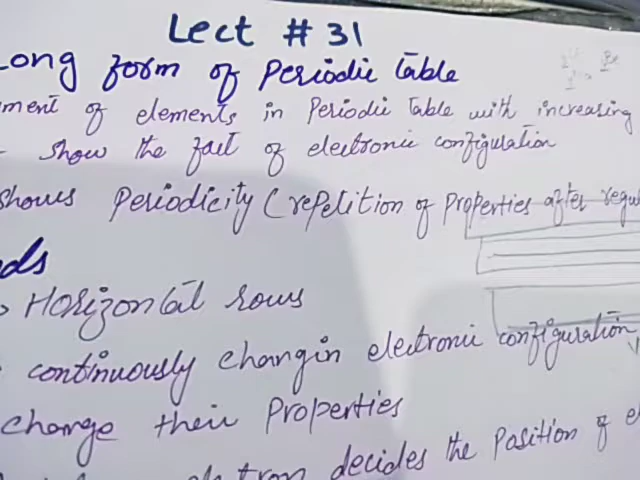 Lect # 31
Long form of Periodic table
ment of elements in Periodic Table with increasing
show the fact of electronic configuration
shows Periodicity (repetition of Properties after regu
ds
Horizontal rows
continuously changin electronic configuration
change their Properties
decides the Position of